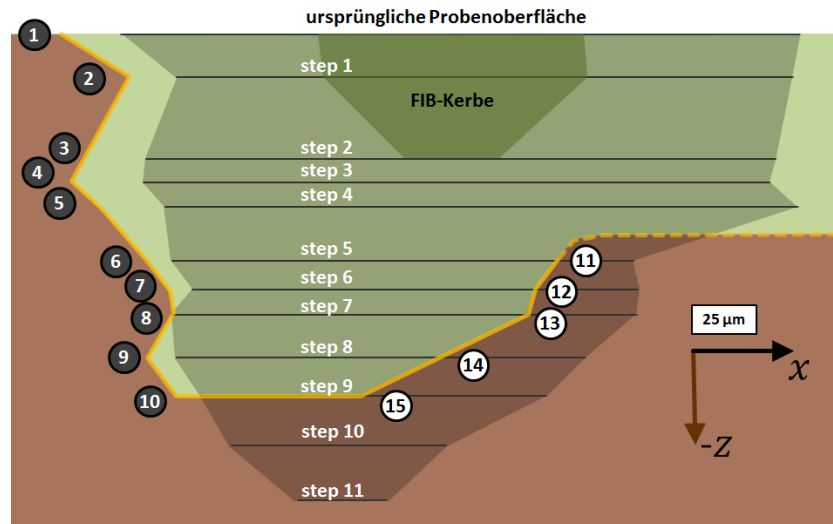 ursprüngliche Probenoberfläche
1
step 1
2
FIB-Kerbe
step 2
3
step 3
4
step 4
5
step 5
6
11
step 6
7
12
step 7
8
13
25 µm
step 8
9
14
x
step 9
10
15
step 10
-z
step 11